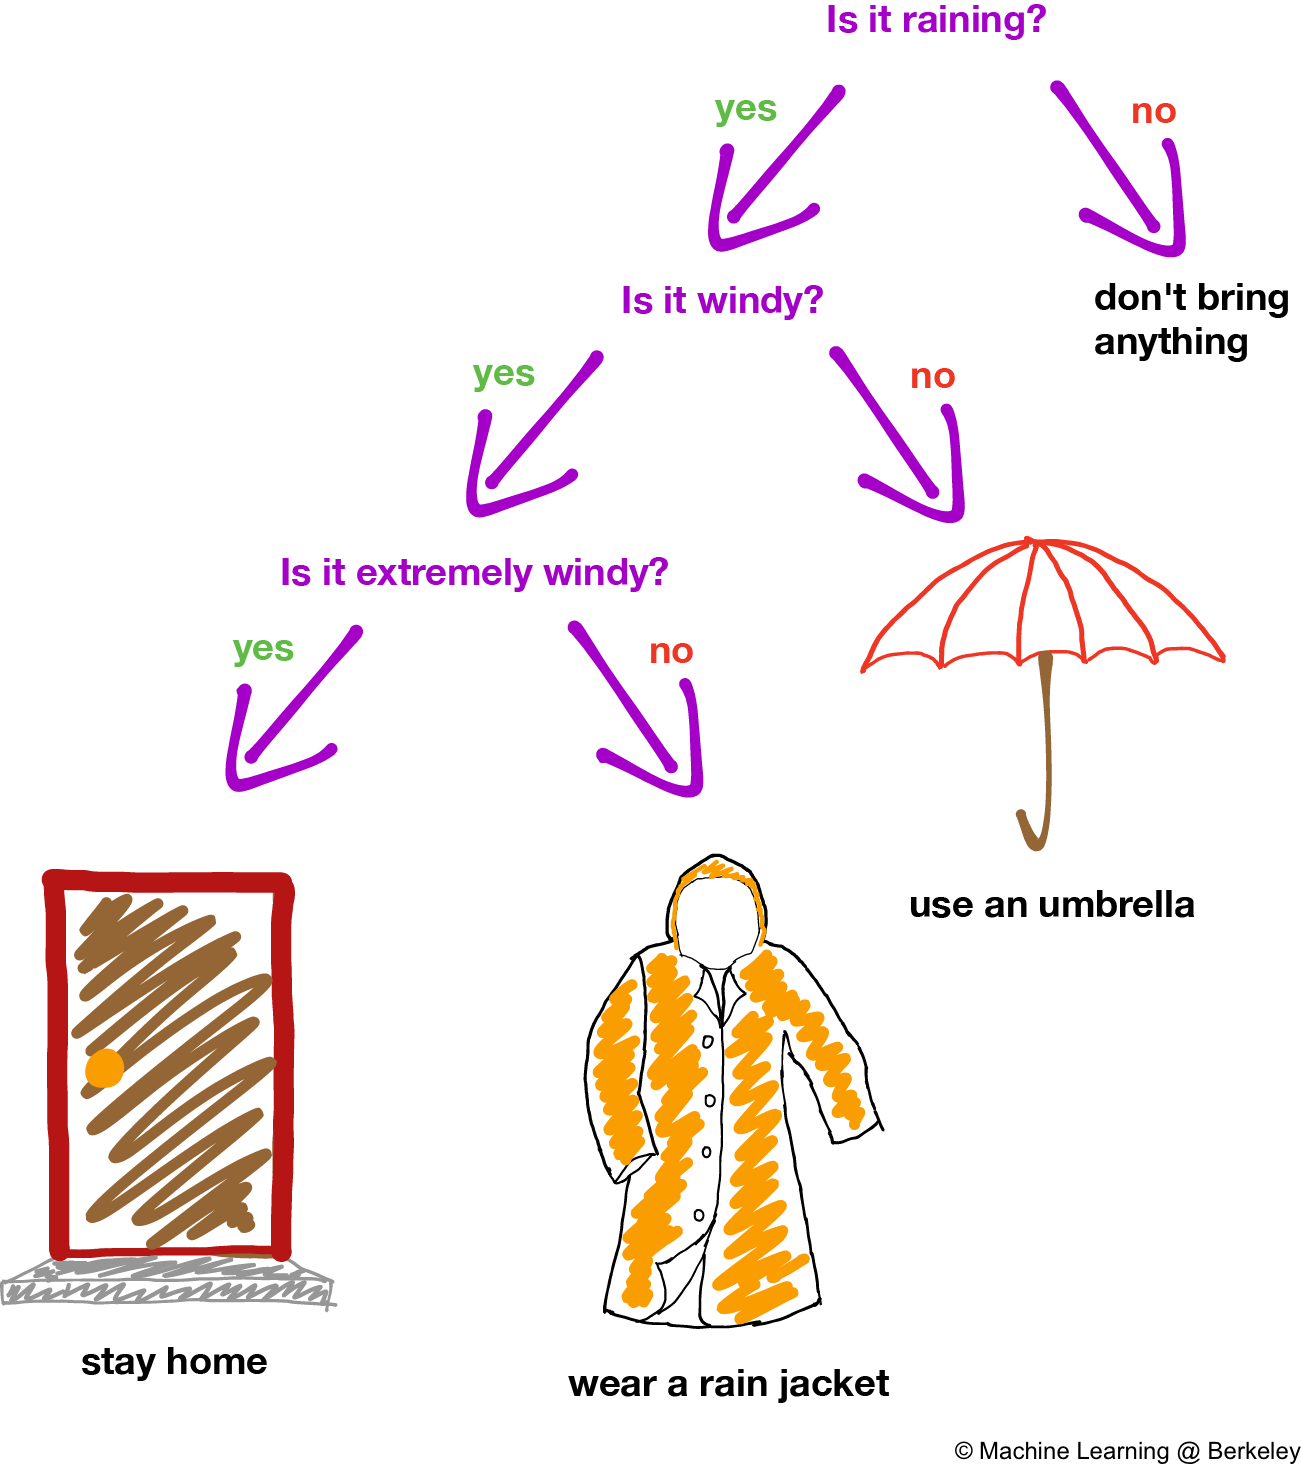 Is it raining?
yes
no
Is it windy?
don't bring
anything
yes
no
Is it extremely windy?
yes
no
use an umbrella
stay home
wear a rain jacket
© Machine Learning @ Berkeley